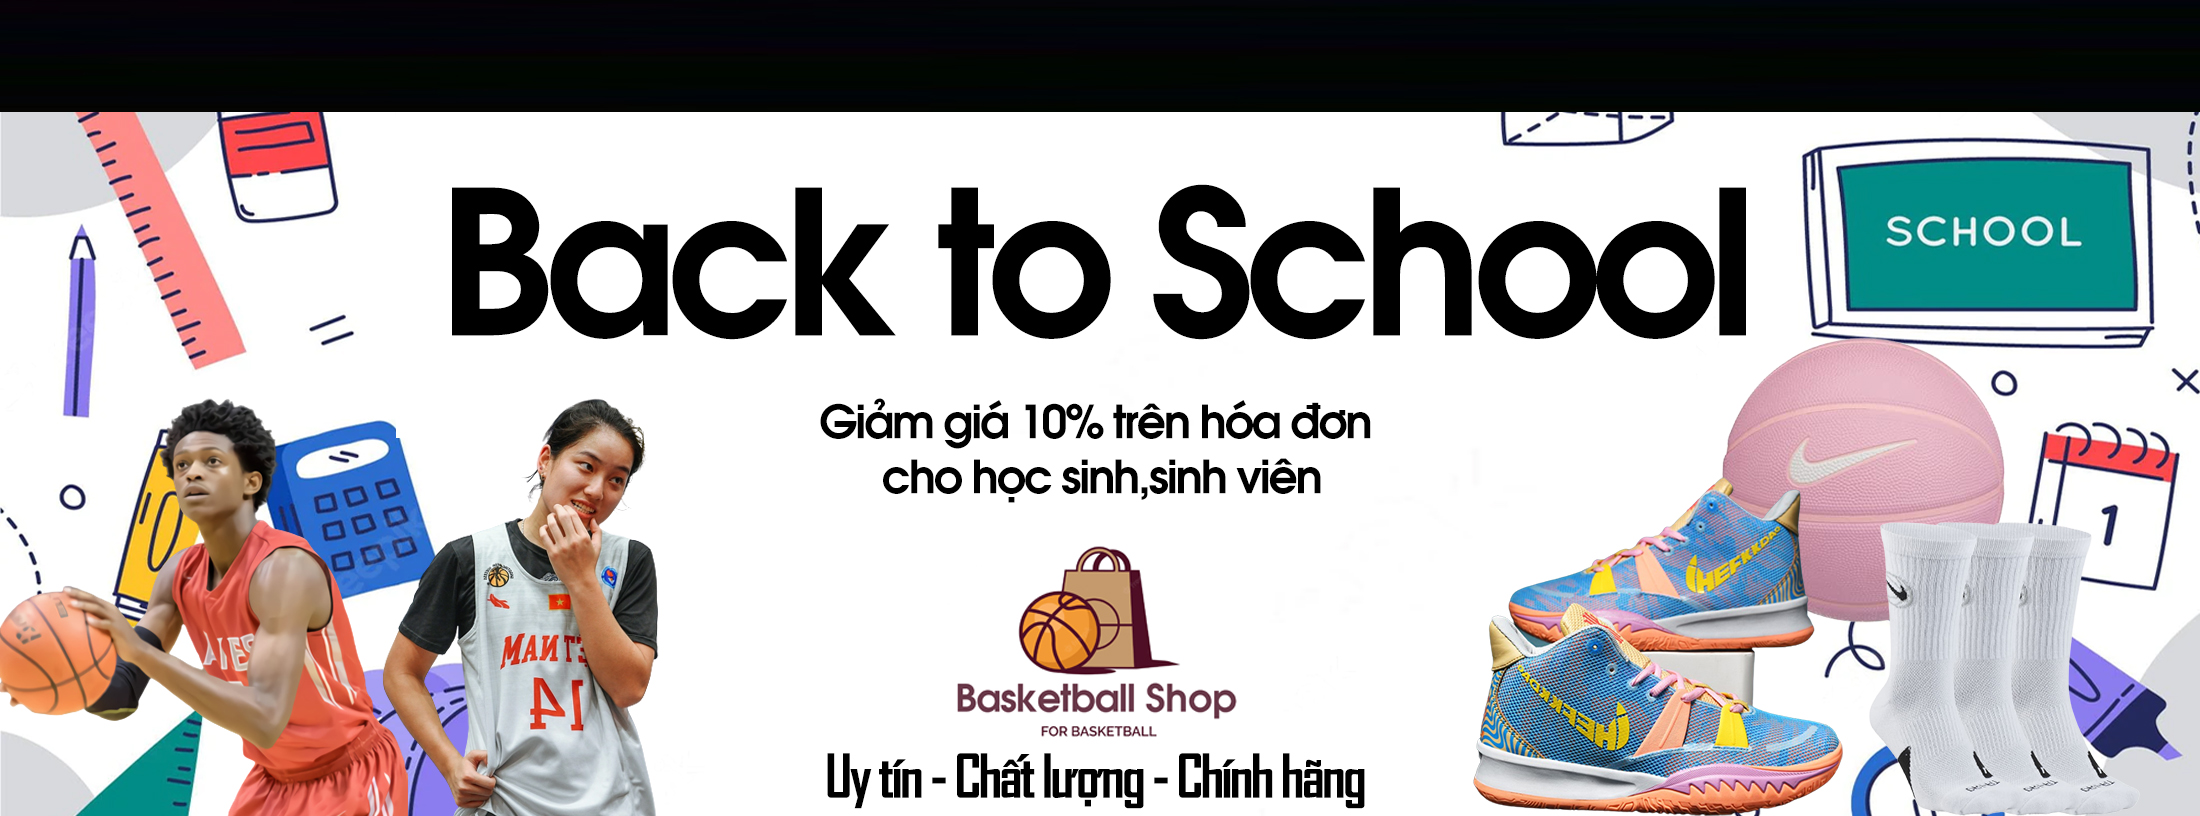 Back to School
SCHOOL
Giảm giá 10% trên hóa đơn
cho học sinh,sinh viên
1
Basketball Shop
FOR BASKETBALL
Uy tín - Chất lượng - Chính hãng
14